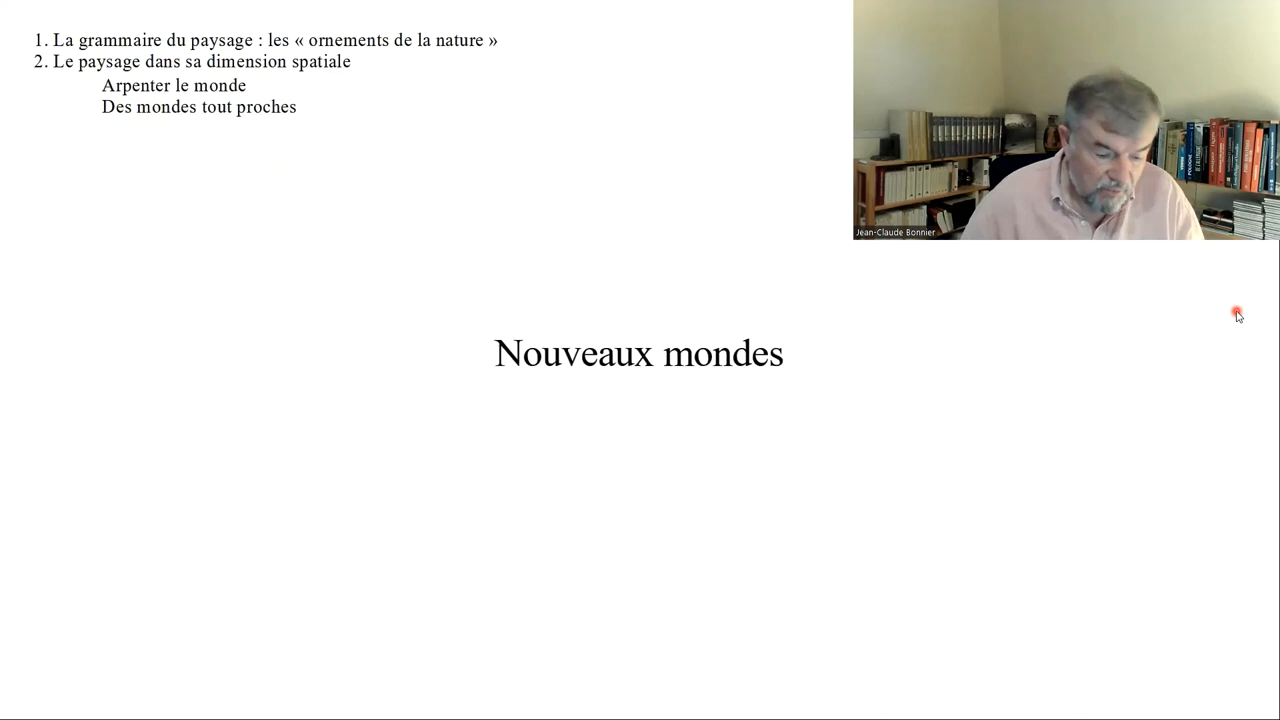 1. La grammaire du paysage : les « ornements de la nature »
2. Le paysage dans sa dimension spatiale
Arpenter le monde
Des mondes tout proches
Jean-Claude Bonnier
Nouveaux mondes